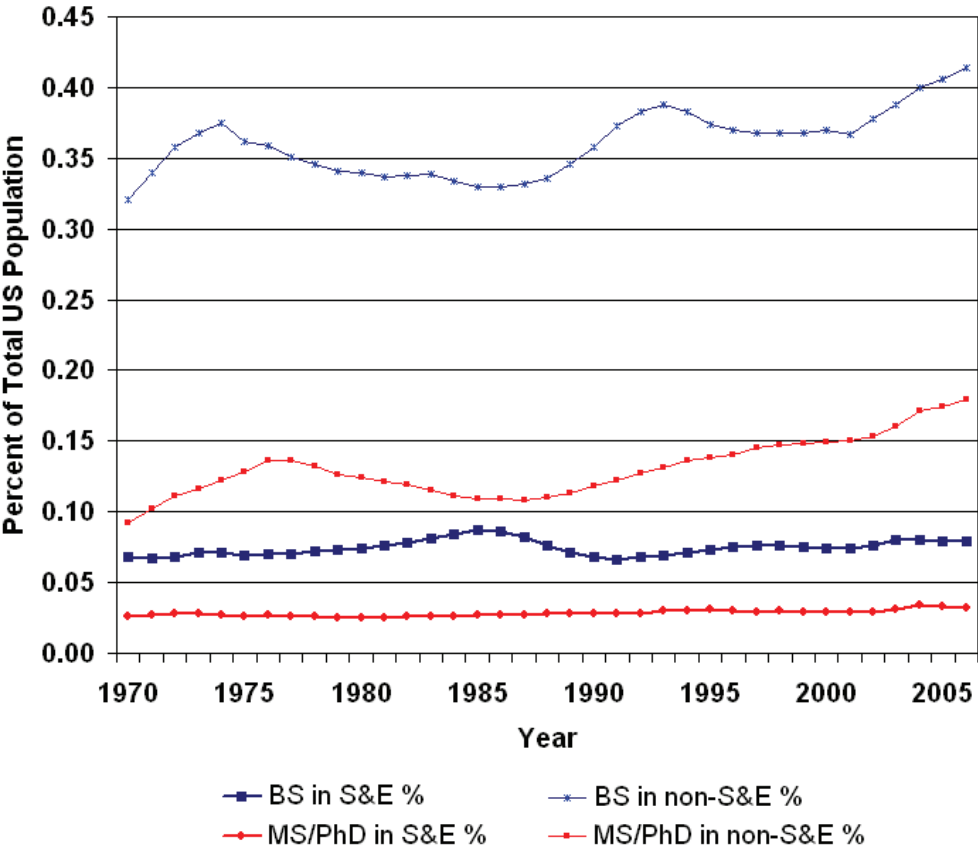 Percent of Total US Population
0.45
0.40
0.35
0.30
0.25
0.20
0.15
0.10
0.05
0.00
1970 1975 1980 1985 1990 1995 2000 2005
Year
BS in S&E % BS in non-S&E %
MS/PhD in S&E % MS/PhD in non-S&E %